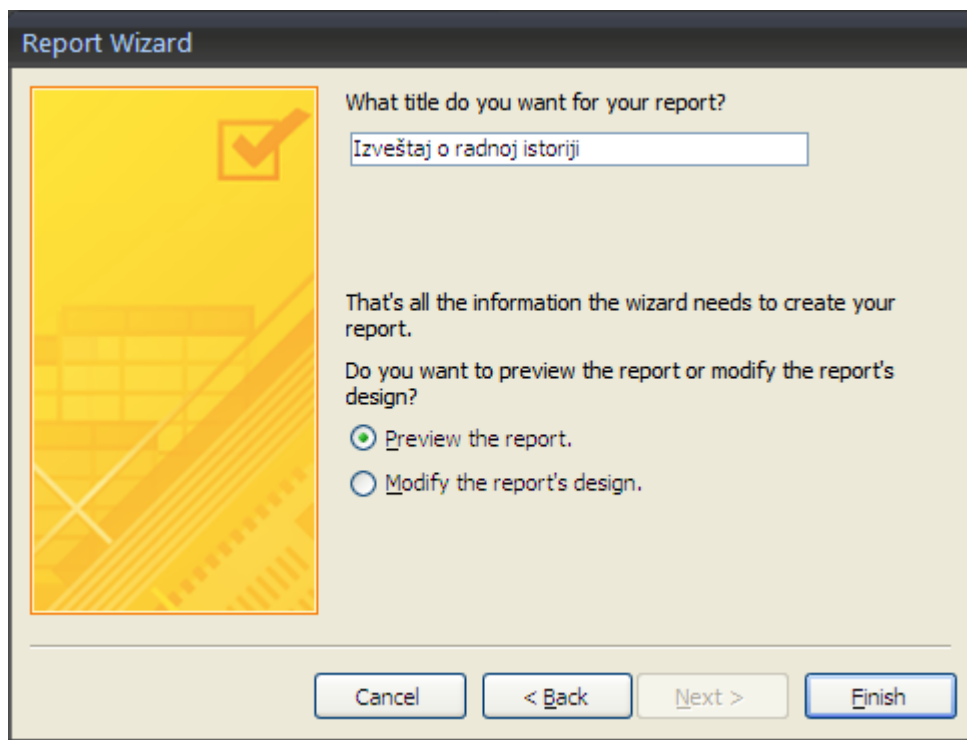 Report Wizard
What title do you want for your report?
Izveštaj o radnoj istoriji
That's all the information the wizard needs to create your
report.
Do you want to preview the report or modify the report's
design?
Preview the report.
Modify the report's design.
Cancel
< Back
Next >
Finish